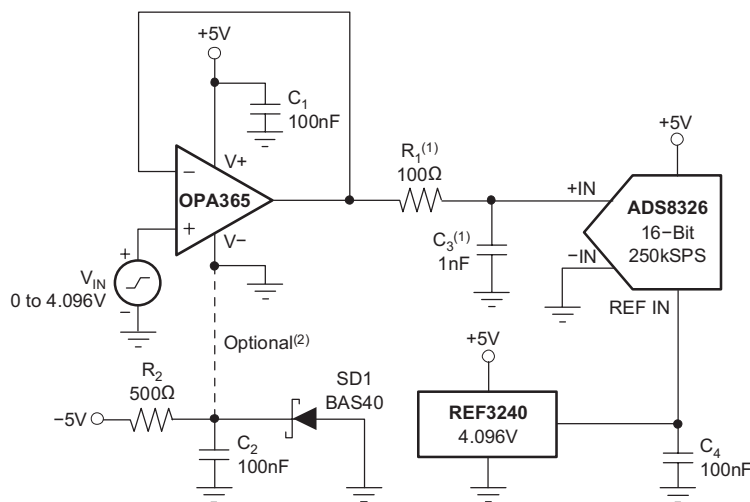 +5V
C1
100nF
V+
−
OPA365
+
V−
+
VIN
0 to 4.096V
−
R1(1)
100Ω
C3(1)
1nF
+5V
+IN
ADS8326
16−Bit
250kSPS
−IN
REF IN
Optional(2)
R2
500Ω
−5V
C2
100nF
SD1
BAS40
+5V
REF3240
4.096V
C4
100nF